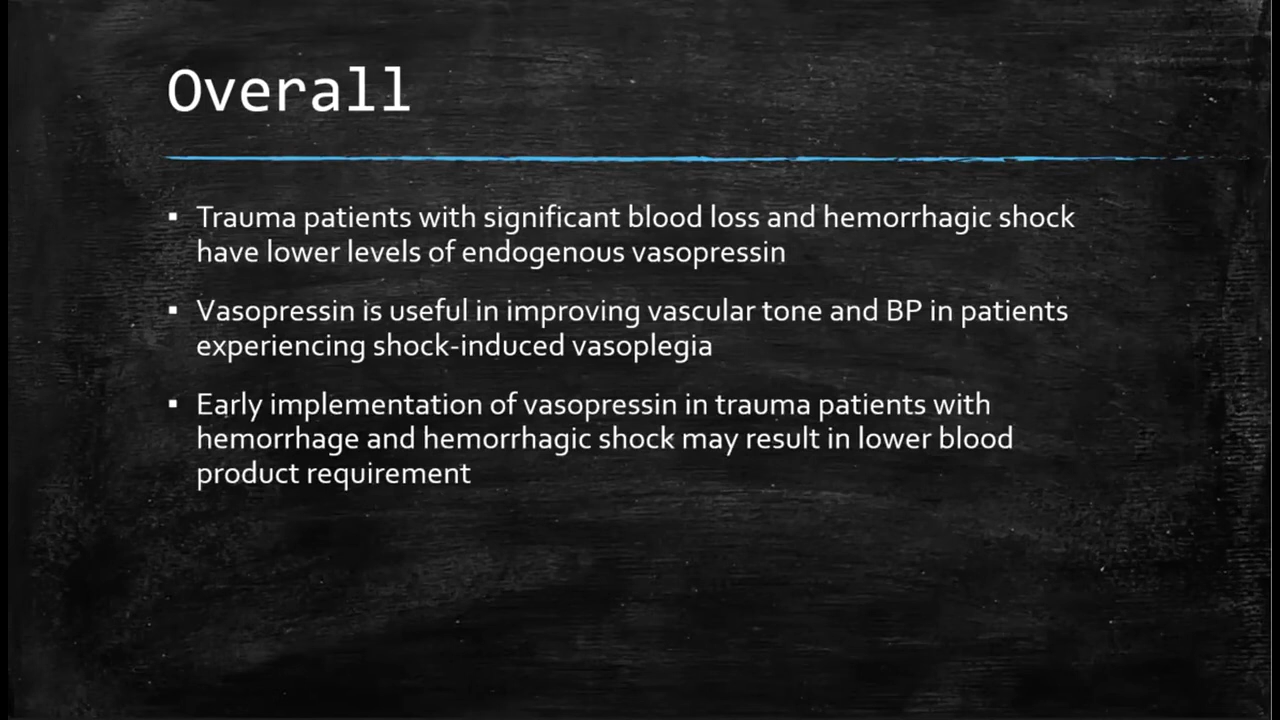 Overall
▪ Trauma patients with significant blood loss and hemorrhagic shock
have lower levels of endogenous vasopressin
▪ Vasopressin is useful in improving vascular tone and BP in patients
experiencing shock-induced vasoplegia
▪ Early implementation of vasopressin in trauma patients with
hemorrhage and hemorrhagic shock may result in lower blood
product requirement